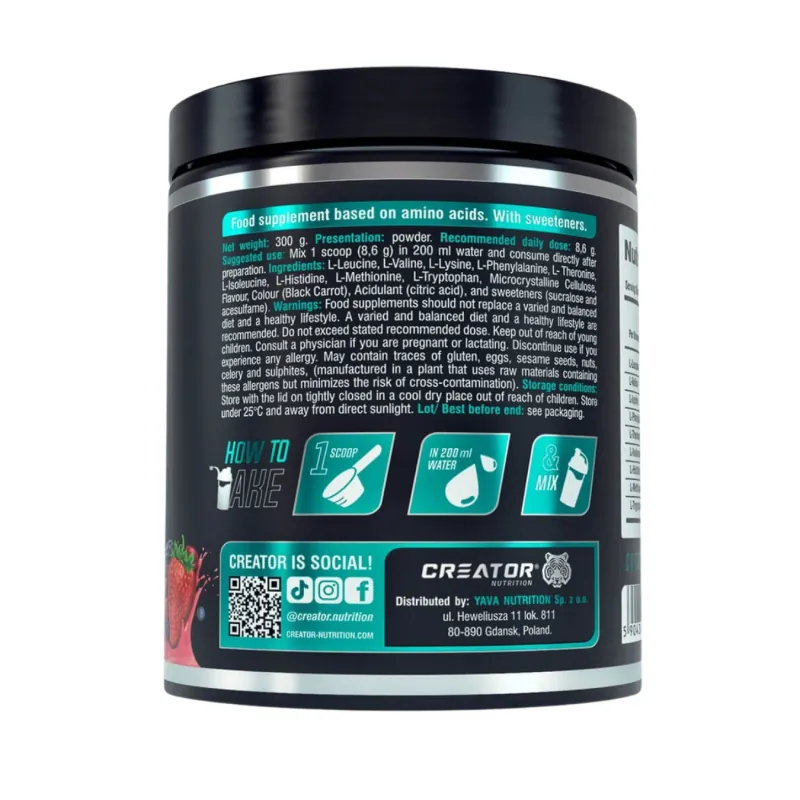 Food supplement based on amino acids. With sweeteners.
Net weight: 300 g. Presentation: powder. Recommended daily dose: 8,6 g.
Suggested use: Mix 1 scoop (8,6 g) in 200 ml water and consume directly after
preparation. Ingredients: L-Leucine, L-Valine, L-Lysine, L-Phenylalanine, L- Theronine,
L-Isoleucine, L-Histidine, L-Methionine, L-Tryptophan, Microcrystalline Cellulose,
Flavour, Colour (Black Carrot), Acidulant (citric acid), and sweeteners (sucralose and
acesulfame). Warnings: Food supplements should not replace a varied and balanced
diet and a healthy lifestyle. A varied and balanced diet and a healthy lifestyle are
recommended. Do not exceed stated recommended dose. Keep out of reach of young
children. Consult a physician if you are pregnant or lactating. Discontinue use if you
experience any allergy. May contain traces of gluten, eggs, sesame seeds, nuts,
celery and sulphites, (manufactured in a plant that uses raw materials containing
these allergens but minimizes the risk of cross-contamination). Storage conditions:
Store with the lid on tightly closed in a cool dry place out of reach of children. Store
under 25°C and away from direct sunlight. Lot/ Best before end: see packaging.
HOW TO
AKE
1 SCOOP
IN 200 ml
WATER
&
MIX
CREATOR IS SOCIAL!
@creator.nutrition
CREATOR-NUTRITION.COM
CREATOR®
NUTRITION
Distributed by: YAVA NUTRITION Sp. z o.o.
ul. Heweliusza 11 lok. 811
80-890 Gdansk, Poland.